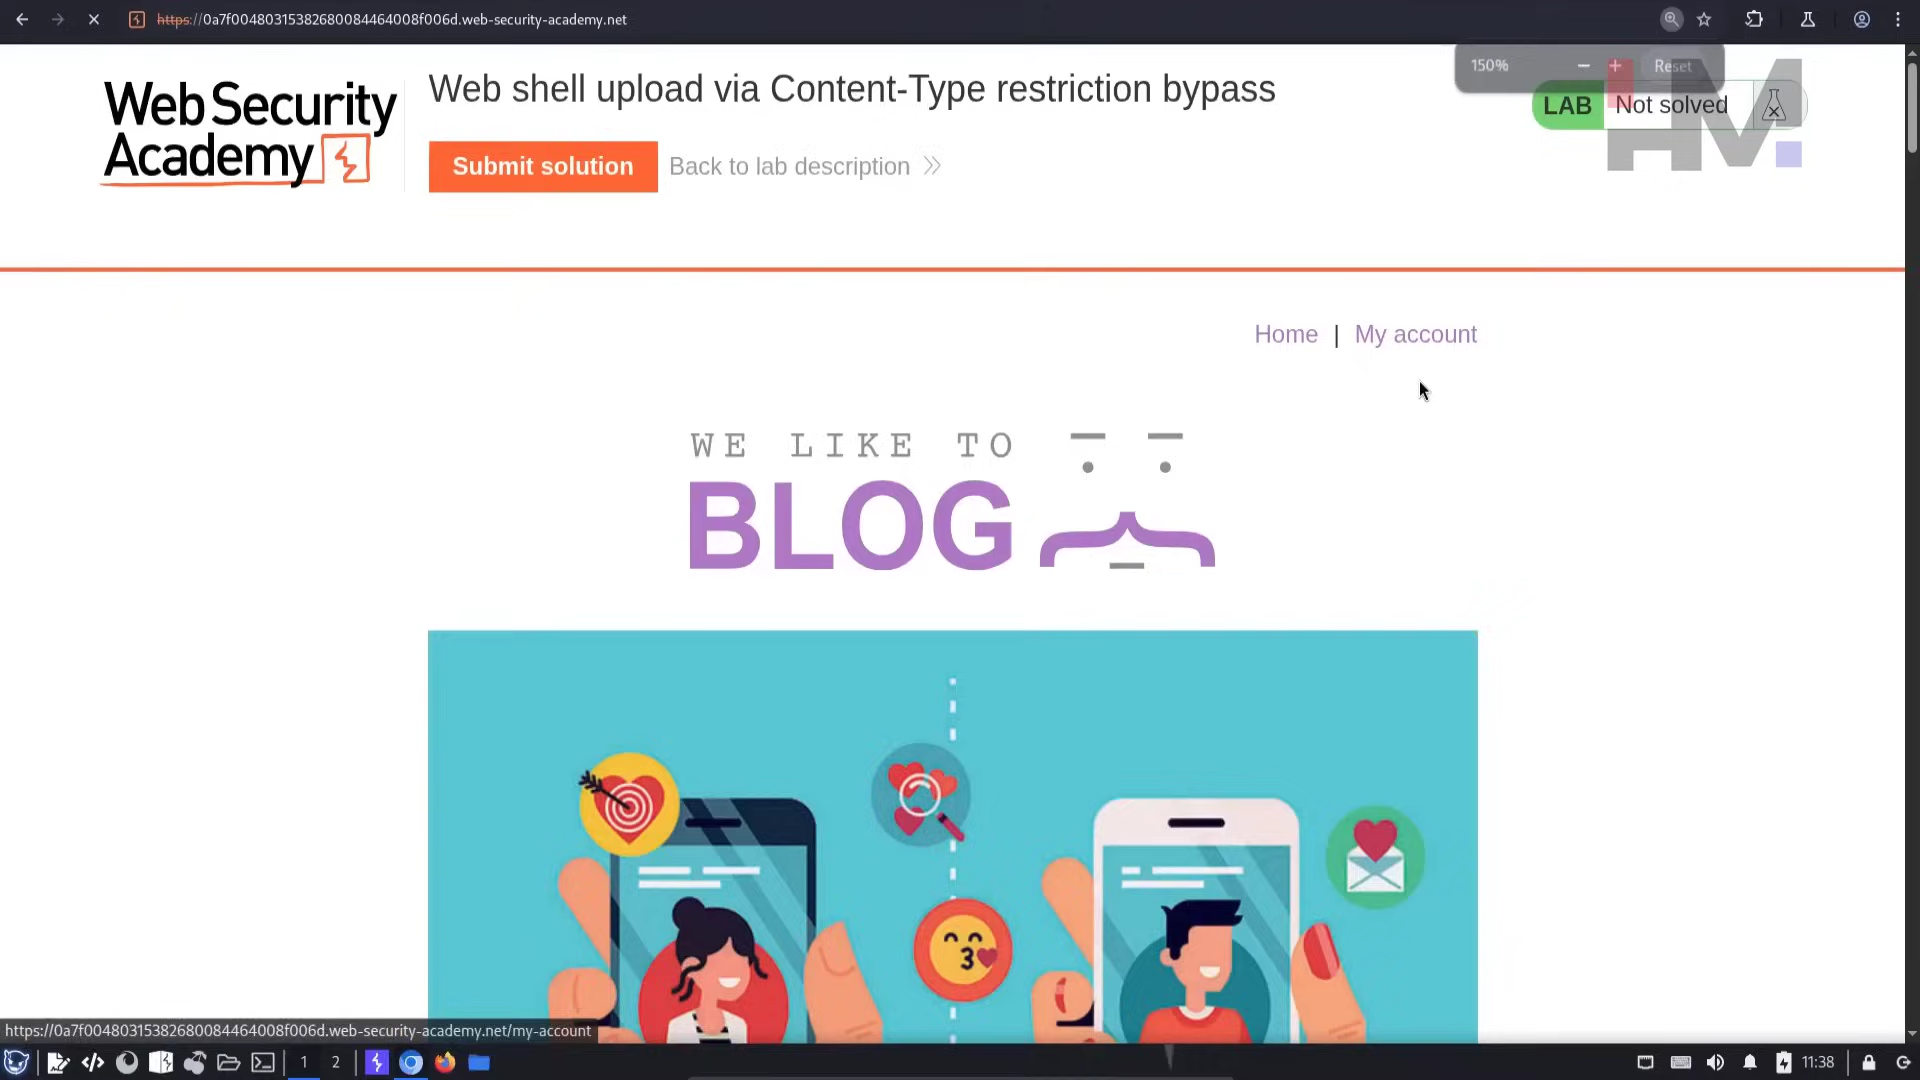 https://0a7f00480315382680084464008f006d.web-security-academy.net
150%
Reset
Web Security
Academy
Web shell upload via Content-Type restriction bypass
Submit solution
Back to lab description
LAB
Not solved
HM
Home | My account
WE LIKE TO
BLOG
https://0a7f00480315382680084464008f006d.web-security-academy.net/my-account
1
2
11:38